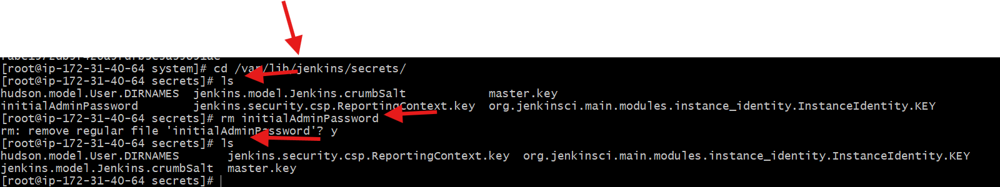 [root@ip-172-31-40-64 system]# cd /var/lib/jenkins/secrets/
[root@ip-172-31-40-64 secrets]# ls
hudson.model.User.DIRNAMES  jenkins.model.Jenkins.crumbSalt            master.key
initialAdminPassword        jenkins.security.csp.ReportingContext.key  org.jenkinsci.main.modules.instance_identity.InstanceIdentity.KEY
[root@ip-172-31-40-64 secrets]# rm initialAdminPassword
rm: remove regular file 'initialAdminPassword'? y
[root@ip-172-31-40-64 secrets]# ls
hudson.model.User.DIRNAMES       jenkins.security.csp.ReportingContext.key  org.jenkinsci.main.modules.instance_identity.InstanceIdentity.KEY
jenkins.model.Jenkins.crumbSalt  master.key
[root@ip-172-31-40-64 secrets]#